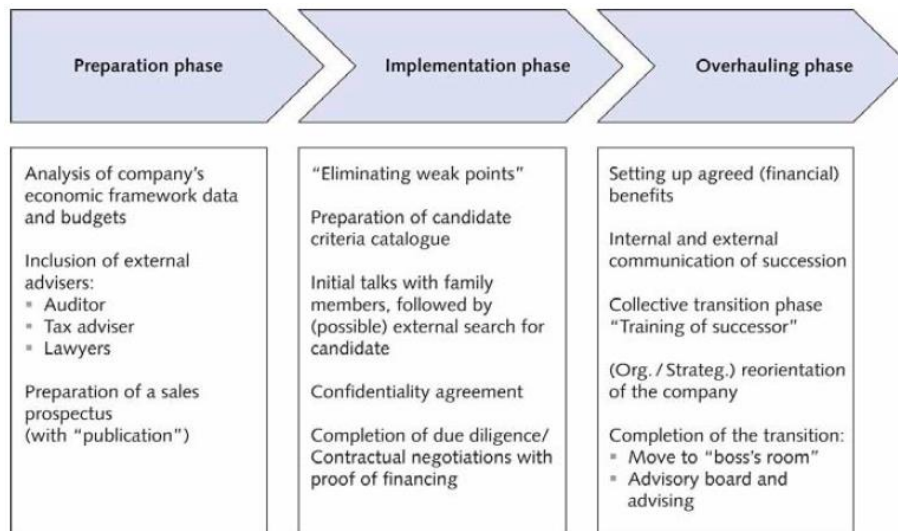 Preparation phase
Implementation phase
Overhauling phase
Analysis of company's
economic framework data
and budgets
Inclusion of external
advisers:
▪ Auditor
▪ Tax adviser
▪ Lawyers
Preparation of a sales
prospectus
(with "publication")
"Eliminating weak points"
Preparation of candidate
criteria catalogue
Initial talks with family
members, followed by
(possible) external search for
candidate
Confidentiality agreement
Completion of due diligence/
Contractual negotiations with
proof of financing
Setting up agreed (financial)
benefits
Internal and external
communication of succession
Collective transition phase
"Training of successor"
(Org. / Strateg.) reorientation
of the company
Completion of the transition:
▪ Move to "boss's room"
▪ Advisory board and
advising